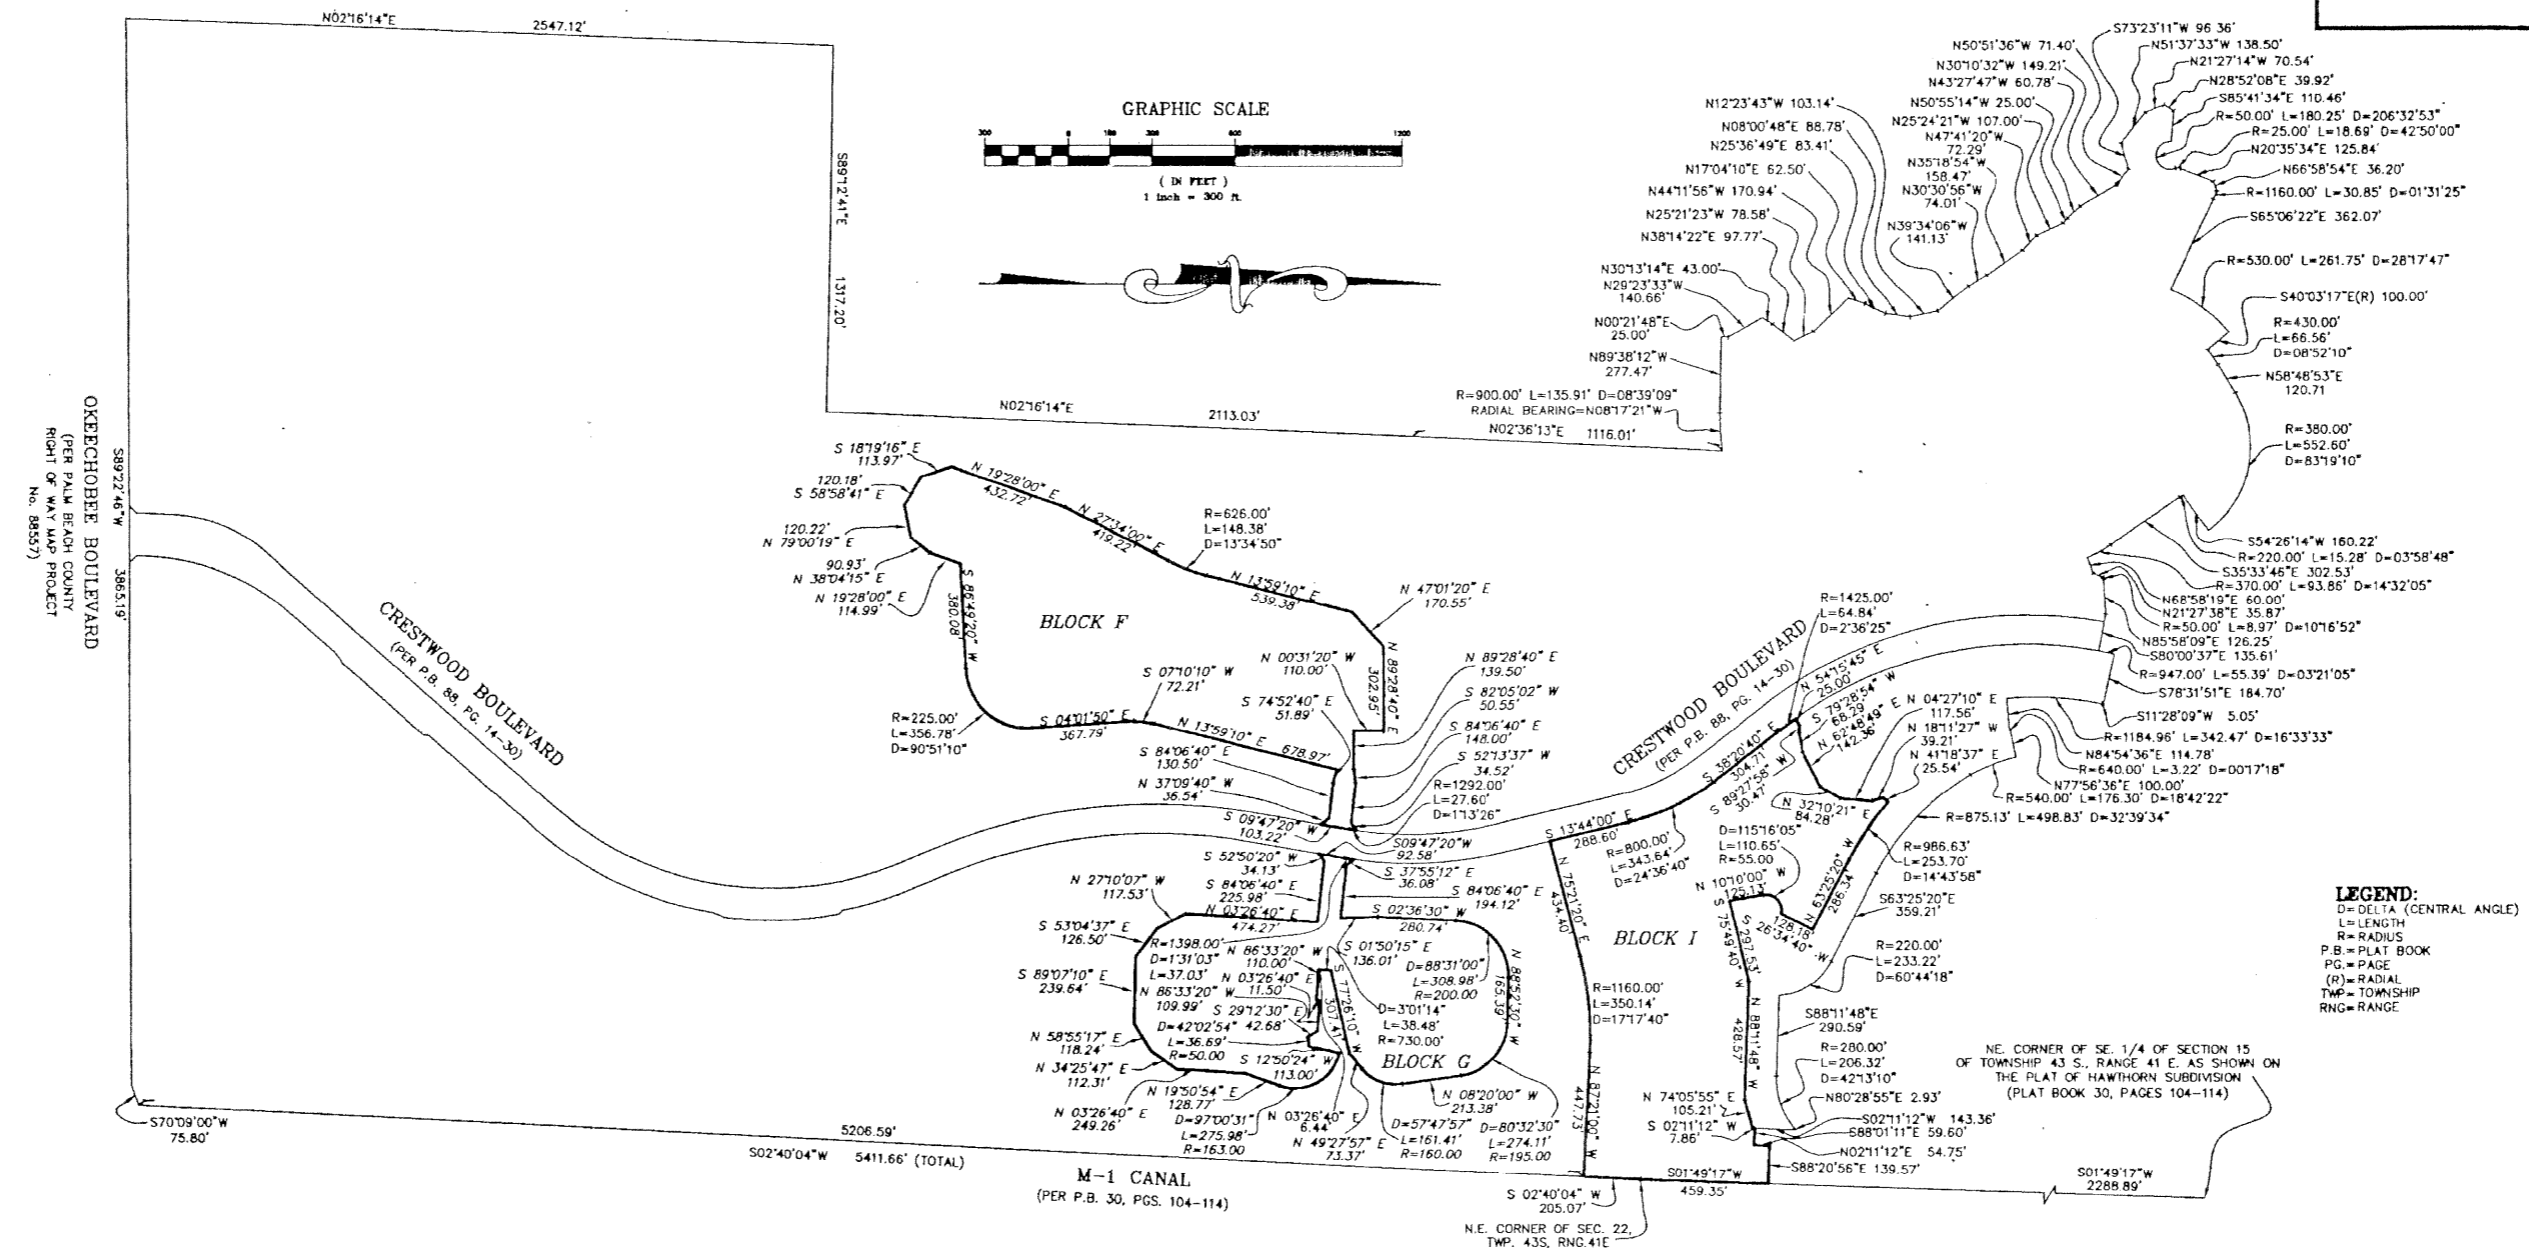 N02°16'14"E
2547.12'
S89°12'41"E
1317.20'
GRAPHIC SCALE
300 0 150 300 600 1200
( IN FEET )
1 inch = 300 ft.
N02°16'14"E
2113.03'
N02°36'13"E 1116.01'
R=900.00' L=135.91' D=08°39'09"
RADIAL BEARING=N08°17'21"W
N89°38'12"W
277.47'
N00°21'48"E
25.00'
N29°23'33"W
140.66'
N30°13'14"E 43.00'
N38°14'22"E 97.77'
N25°21'23"W 78.58'
N44°11'56"W 170.94'
N17°04'10"E 62.50'
N25°36'49"E 83.41'
N08°00'48"E 88.78'
N12°23'43"W 103.14'
N39°34'06"W
141.13'
N30°30'56"W
74.01'
N35°18'54"W
158.47'
N47°41'20"W
72.29'
N25°24'21"W 107.00'
N50°55'14"W 25.00'
N43°27'47"W 60.78'
N30°10'32"W 149.21'
N50°51'36"W 71.40'
S73°23'11"W 96.36'
N51°37'33"W 138.50'
N21°27'14"W 70.54'
N28°52'08"E 39.92'
S85°41'34"E 110.46'
R=50.00' L=180.25' D=206°32'53"
R=25.00' L=18.69' D=42°50'00"
N20°35'34"E 125.84'
N66°58'54"E 36.20'
R=1160.00' L=30.85' D=01°31'25"
S65°06'22"E 362.07'
R=530.00' L=261.75' D=28°17'47"
S40°03'17"E(R) 100.00'
R=430.00'
L=66.56'
D=08°52'10"
N58°48'53"E
120.71
R=380.00'
L=552.60'
D=83°19'10"
S54°26'14"W 160.22'
R=220.00' L=15.28' D=03°58'48"
S35°33'46"E 302.53'
R=370.00' L=93.86' D=14°32'05"
N68°58'19"E 60.00'
N21°27'38"E 35.87'
R=50.00' L=8.97' D=10°16'52"
N85°58'09"E 126.25'
S80°00'37"E 135.61'
R=947.00' L=55.39' D=03°21'05"
S78°31'51"E 184.70'
S11°28'09"W 5.05'
R=1184.96' L=342.47' D=16°33'33"
N84°54'36"E 114.78'
R=640.00' L=3.22' D=00°17'18"
N77°56'36"E 100.00'
R=540.00' L=176.30' D=18°42'22"
R=875.13' L=498.83' D=32°39'34"
OKEECHOBEE BOULEVARD
(PER PALM BEACH COUNTY
RIGHT OF WAY MAP PROJECT
No. 88557)
S89°22'46"W
3865.19'
CRESTWOOD BOULEVARD
(PER P.B. 88, PG. 14-30)
S 18°19'16" E
113.97'
120.18'
S 58°58'41" E
120.22'
N 79°00'19" E
90.93'
N 38°04'15" E
N 19°28'00" E
114.99'
N 19°28'00" E
432.72'
N 27°34'00" E
419.22'
R=626.00'
L=148.38'
D=13°34'50"
N 13°59'10" E
539.38'
N 47°01'20" E
170.55'
N 89°28'40" E
302.95'
BLOCK F
S 86°49'20" W
380.08'
R=225.00'
L=356.78'
D=90°51'10"
S 04°01'50" E
367.79'
S 07°10'10" W
72.21'
N 13°59'10" E 678.97'
N 00°31'20" W
110.00'
N 89°28'40" E
139.50'
S 74°52'40" E
51.89'
S 82°05'02" W
50.55'
S 84°06'40" E
148.00'
S 84°06'40" E
130.50'
N 37°09'40" W
36.54'
S 52°13'37" W
34.52'
R=1292.00'
L=27.60'
D=1°13'26"
S 09°47'20" W
103.22'
S09°47'20"W
92.58'
S 52°50'20" W
34.13'
S 37°55'12" E
36.08'
S 84°06'40" E
225.98'
S 84°06'40" E
194.12'
N 27°10'07" W
117.53'
N 03°26'40" E
474.27'
S 02°36'30" W
280.74'
S 53°04'37" E
126.50'
R=1398.00'
D=1°31'03"
L=37.03'
N 86°33'20" W
110.00'
S 01°50'15" E
136.01'
D=88°31'00"
L=308.98'
R=200.00
N 88°52'30" W
165.39'
S 89°07'10" E
239.64'
N 03°26'40" E
11.50'
N 86°33'20" W
109.99'
S 29°12'30" E
42.68'
S 77°26'10" W
307.41'
D=42°02'54"
L=36.69'
R=50.00
D=3°01'14"
L=38.48'
R=730.00'
BLOCK G
N 58°55'17" E
118.24'
N 34°25'47" E
112.31'
S 12°50'24" W
113.00'
N 19°50'54" E
128.77'
N 03°26'40" E
249.26'
D=97°00'31"
L=275.98'
R=163.00
N 03°26'40" E
6.44'
N 49°27'57" E
73.37'
N 08°20'00" W
213.38'
D=57°47'57"
L=161.41'
R=160.00
D=80°32'30"
L=274.11'
R=195.00
CRESTWOOD BOULEVARD
(PER P.B. 88, PG. 14-30)
R=1425.00'
L=64.84'
D=2°36'25"
N 54°15'45" E
25.00'
S 79°28'54" W
68.29'
N 62°48'49" E
142.36'
N 04°27'10" E
117.56'
N 18°11'27" W
39.21'
N 41°18'37" E
25.54'
S 38°20'40" E
304.71'
S 89°27'58" W
30.47'
N 32°10'21" E
84.28'
S 13°44'00" E
288.60'
R=800.00'
L=343.64'
D=24°36'40"
D=115°16'05"
L=110.65'
R=55.00
N 10°10'00" W
125.13'
R=986.63'
L=253.70'
D=14°43'58"
N 63°25'20" W
286.34'
S63°25'20"E
359.21'
S 26°34'40" W
128.18'
S 75°49'40" W
297.53'
N 75°21'20" E
434.40'
BLOCK I
R=1160.00'
L=350.14'
D=17°17'40"
N 88°11'48" W
428.57'
R=220.00'
L=233.22'
D=60°44'18"
S88°11'48"E
290.59'
R=280.00'
L=206.32'
D=42°13'10"
N80°28'55"E 2.93'
S02°11'12"W 143.36'
S88°01'11"E 59.60'
N02°11'12"E 54.75'
S88°20'56"E 139.57'
N 74°05'55" E
105.21'
S 02°11'12" W
7.86'
N 87°21'00" W
447.73'
S01°49'17"W
459.35'
S01°49'17"W
2288.89'
S 02°40'04" W
205.07'
N.E. CORNER OF SEC. 22,
TWP. 43S, RNG.41E
NE. CORNER OF SE. 1/4 OF SECTION 15
OF TOWNSHIP 43 S., RANGE 41 E. AS SHOWN ON
THE PLAT OF HAWTHORN SUBDIVISION
(PLAT BOOK 30, PAGES 104-114)
LEGEND:
D= DELTA (CENTRAL ANGLE)
L= LENGTH
R= RADIUS
P.B.= PLAT BOOK
PG.= PAGE
(R)= RADIAL
TWP= TOWNSHIP
RNG= RANGE
S70°09'00"W
75.80'
5206.59'
S02°40'04"W 5411.66' (TOTAL)
M-1 CANAL
(PER P.B. 30, PGS. 104-114)